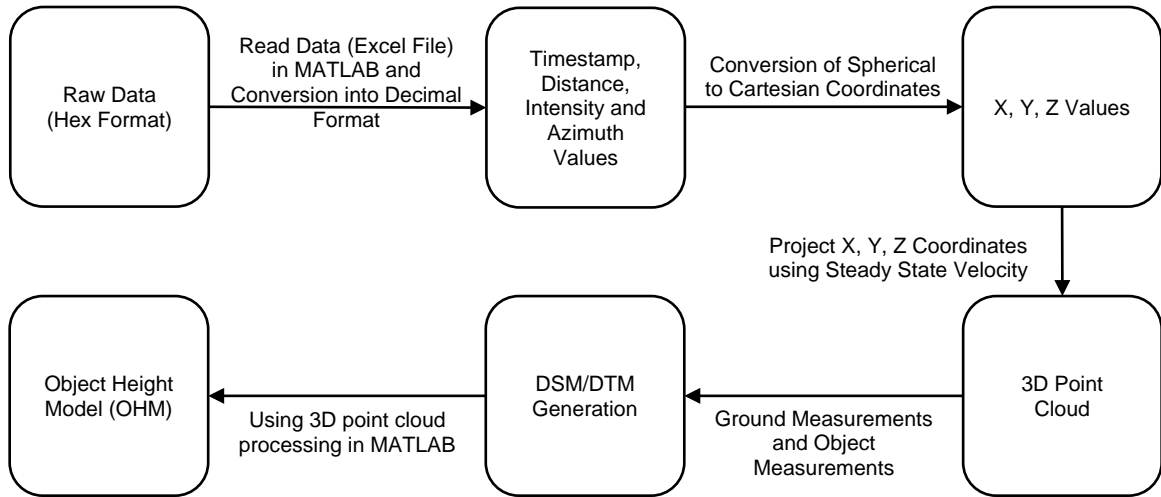 Raw Data
(Hex Format)
Read Data (Excel File)
in MATLAB and
Conversion into Decimal
Format
Timestamp,
Distance,
Intensity and
Azimuth
Values
Conversion of Spherical
to Cartesian Coordinates
X, Y, Z Values
Project X, Y, Z Coordinates
using Steady State Velocity
3D Point
Cloud
Ground Measurements
and Object
Measurements
DSM/DTM
Generation
Using 3D point cloud
processing in MATLAB
Object Height
Model (OHM)